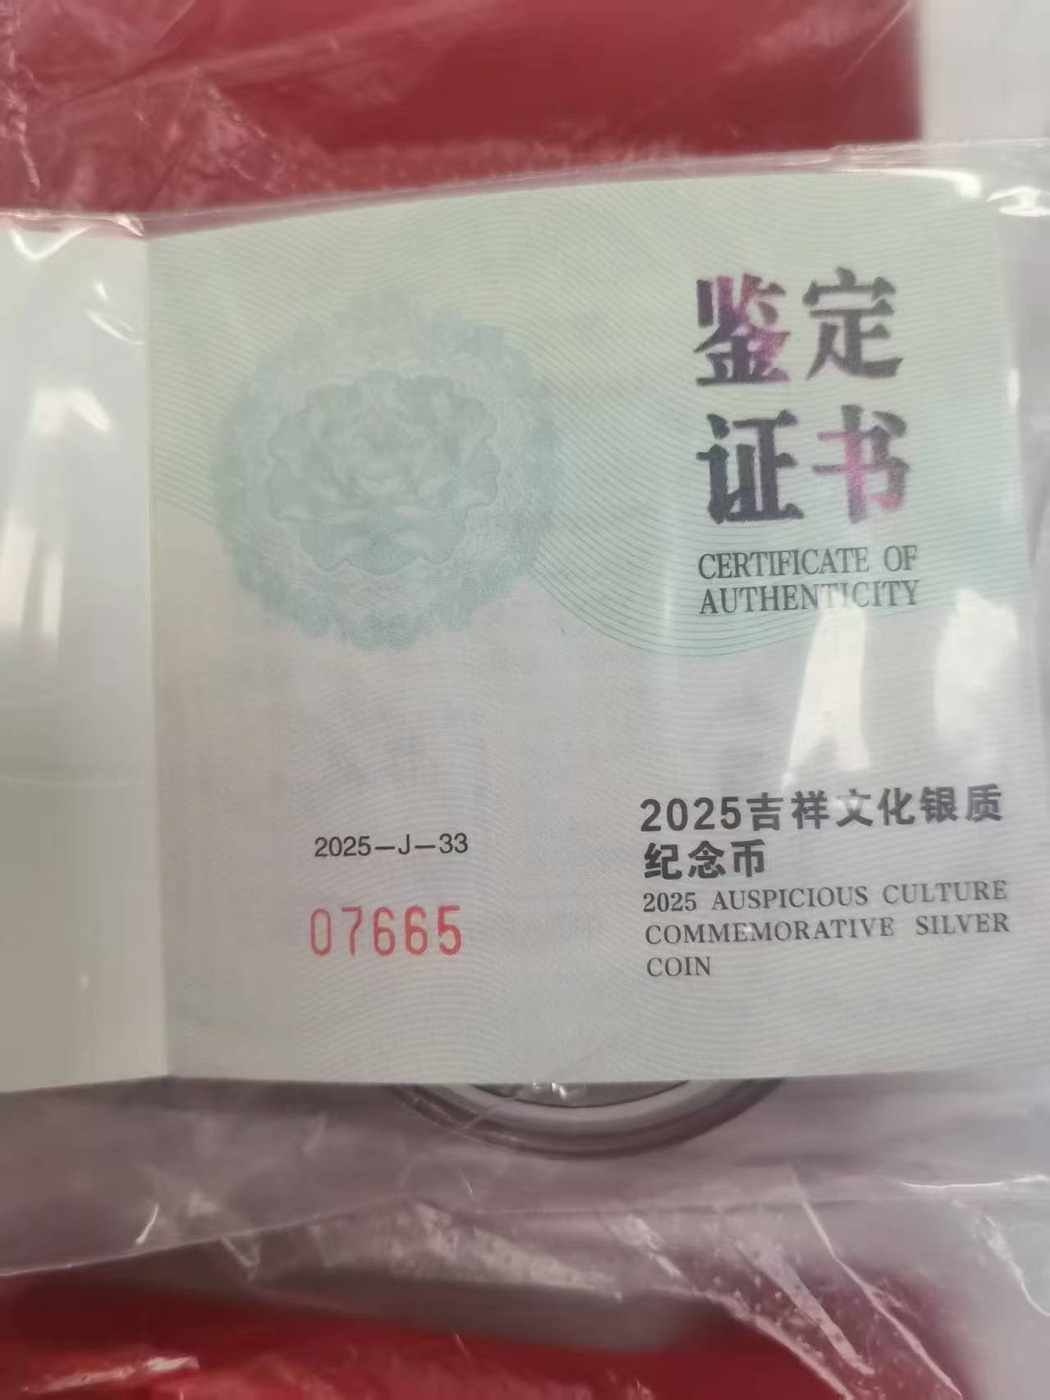 鉴定
证书
CERTIFICATE OF
AUTHENTICITY
2025—J—33
07665
2025吉祥文化银质
纪念币
2025 AUSPICIOUS CULTURE
COMMEMORATIVE SILVER
COIN